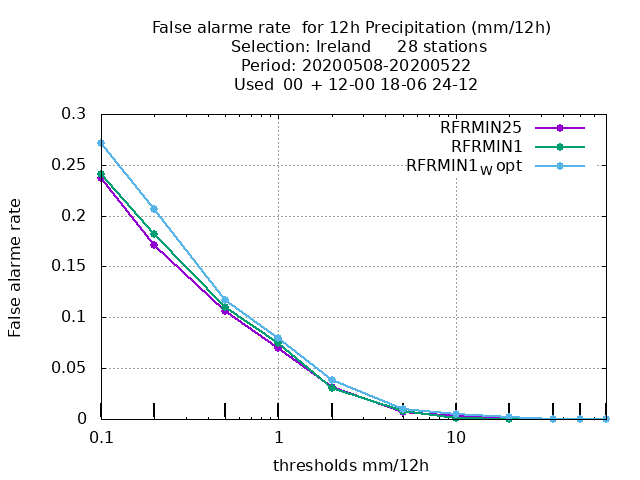 False alarme rate  for 12h Precipitation (mm/12h)
Selection: Ireland     28 stations
Period: 20200508-20200522
Used  00  + 12-00 18-06 24-12
RFRMIN25
RFRMIN1
RFRMIN1W opt
0.3
0.25
0.2
0.15
0.1
0.05
0
False alarme rate
0.1
1
10
thresholds mm/12h